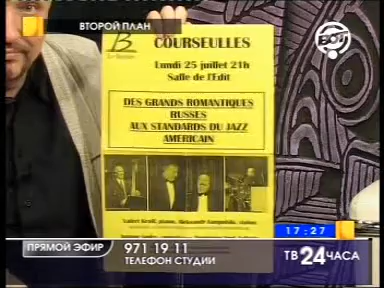 ВТОРОЙ ПЛАН
ВОТ!
COURSEULLES
Lundi 25 juillet 21h
Salle de l'Edit
DES GRANDS ROMANTIQUES
RUSSES
AUX STANDARDS DU JAZZ
AMERICAIN
17:27
ПРЯМОЙ ЭФИР
971 19 11
ТЕЛЕФОН СТУДИИ
ТВ 24 ЧАСА